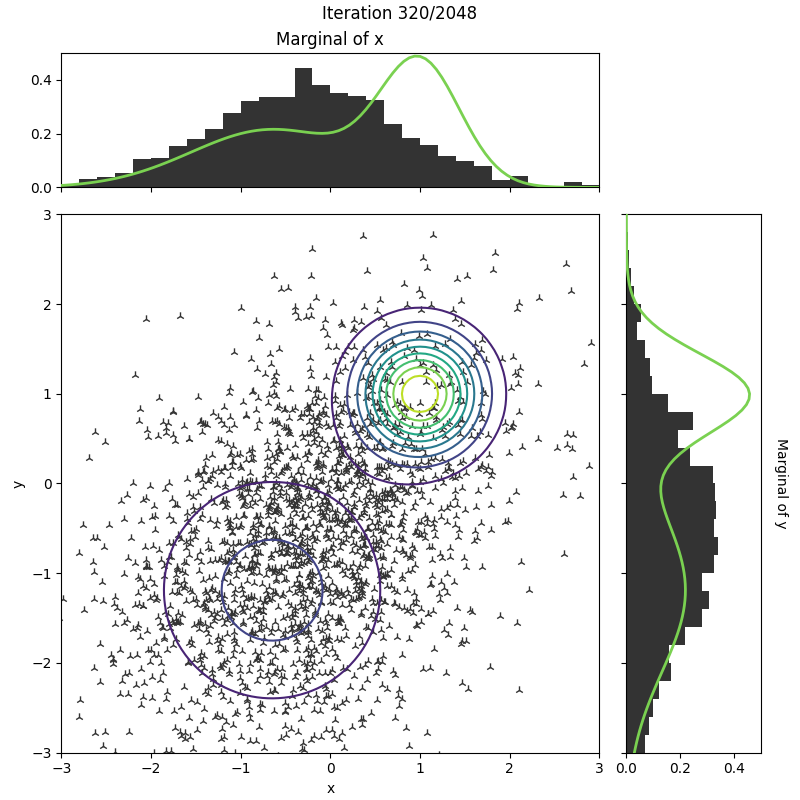 Iteration 320/2048
Marginal of x
0.4
0.2
0.0
3
2
1
0
−1
−2
−3
y
−3 −2 −1 0 1 2 3
x
0.0 0.2 0.4
Marginal of y